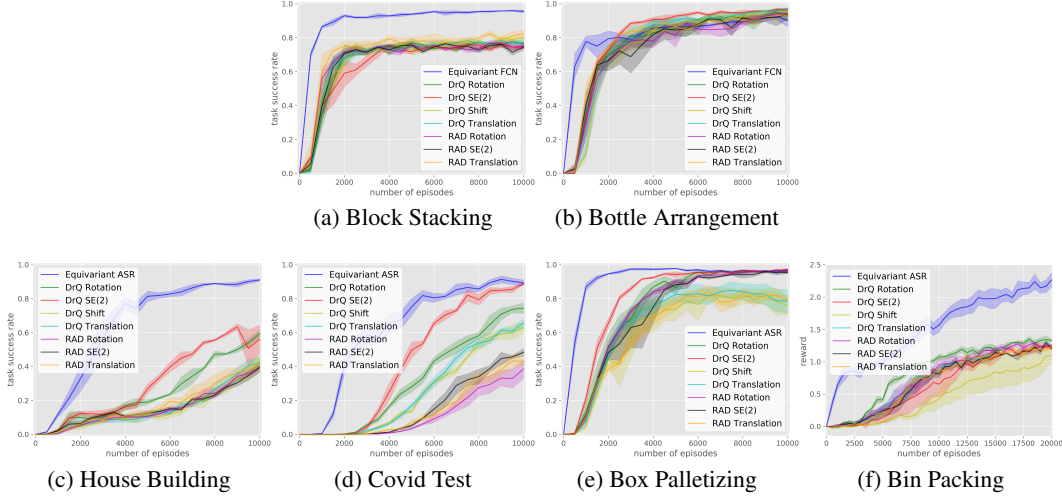 1.0
0.8
0.6
0.4
0.2
0.0
task success rate
0 2000 4000 6000 8000 10000
number of episodes
Equivariant FCN
DrQ Rotation
DrQ SE(2)
DrQ Shift
DrQ Translation
RAD Rotation
RAD SE(2)
RAD Translation
(a) Block Stacking
1.0
0.8
0.6
0.4
0.2
0.0
task success rate
0 2000 4000 6000 8000 10000
number of episodes
Equivariant FCN
DrQ Rotation
DrQ SE(2)
DrQ Shift
DrQ Translation
RAD Rotation
RAD SE(2)
RAD Translation
(b) Bottle Arrangement
1.0
0.8
0.6
0.4
0.2
0.0
task success rate
0 2000 4000 6000 8000 10000
number of episodes
Equivariant ASR
DrQ Rotation
DrQ SE(2)
DrQ Shift
DrQ Translation
RAD Rotation
RAD SE(2)
RAD Translation
(c) House Building
1.0
0.8
0.6
0.4
0.2
0.0
task success rate
0 2000 4000 6000 8000 10000
number of episodes
Equivariant ASR
DrQ Rotation
DrQ SE(2)
DrQ Shift
DrQ Translation
RAD Rotation
RAD SE(2)
RAD Translation
(d) Covid Test
1.0
0.8
0.6
0.4
0.2
0.0
task success rate
0 2000 4000 6000 8000 10000
number of episodes
Equivariant ASR
DrQ Rotation
DrQ SE(2)
DrQ Shift
DrQ Translation
RAD Rotation
RAD SE(2)
RAD Translation
(e) Box Palletizing
2.5
2.0
1.5
1.0
0.5
0.0
reward
0 2500 5000 7500 10000 12500 15000 17500 20000
number of episodes
Equivariant ASR
DrQ Rotation
DrQ SE(2)
DrQ Shift
DrQ Translation
RAD Rotation
RAD SE(2)
RAD Translation
(f) Bin Packing